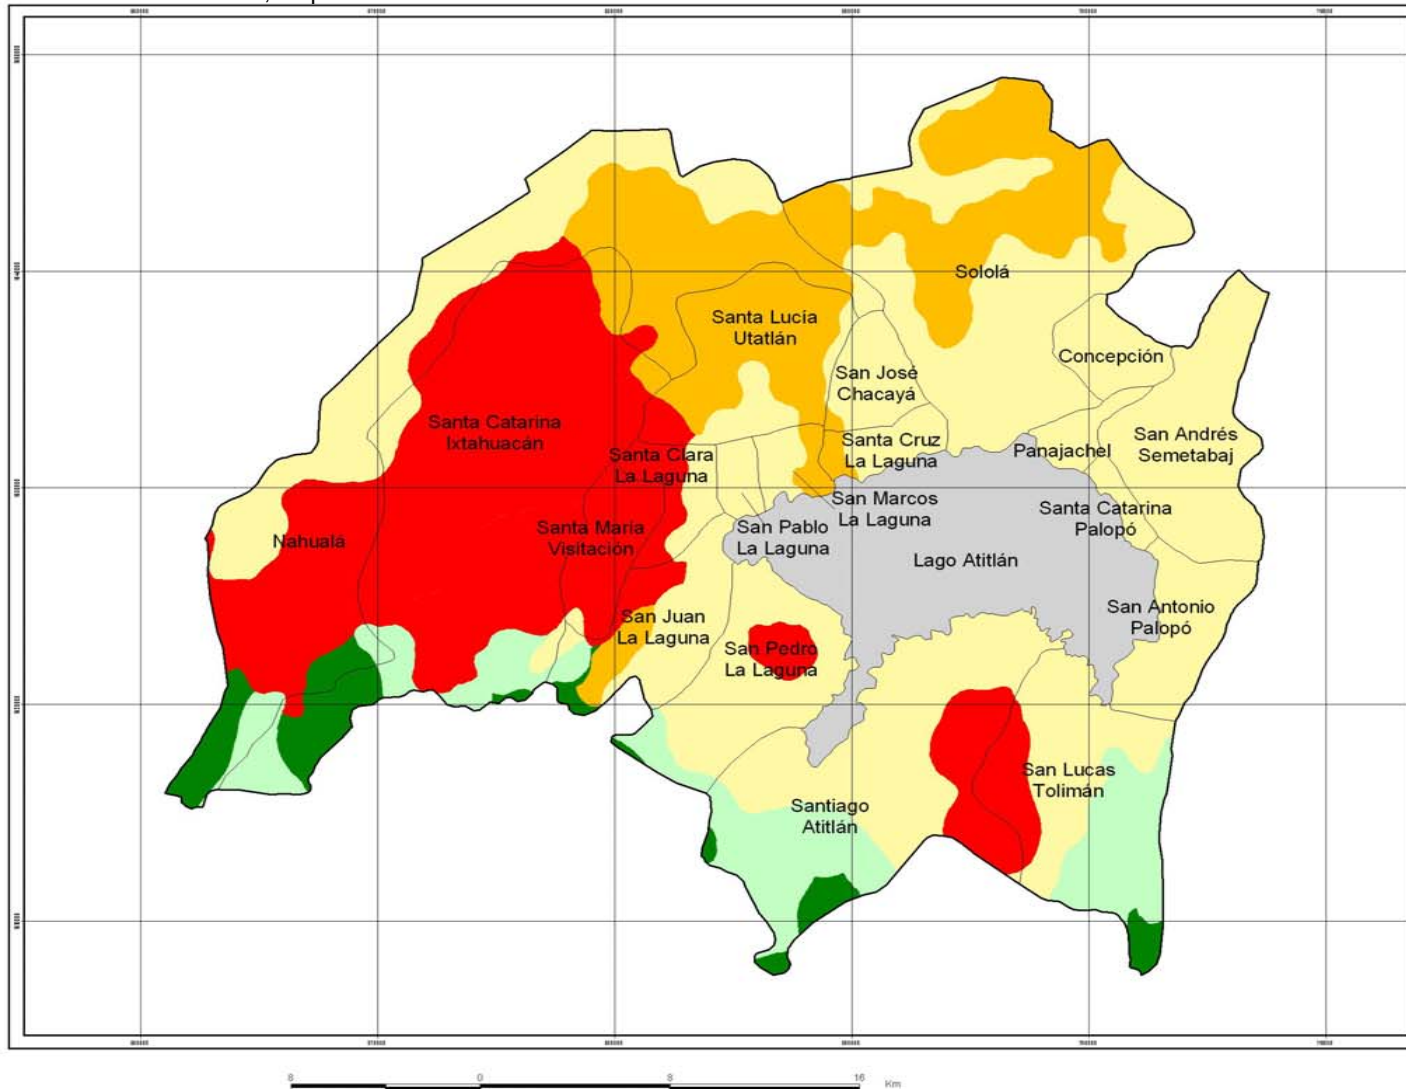 Sololá
Santa Lucía
Utatlán
Concepción
San José
Chacayá
Santa Catarina
Ixtahuacán
San Andrés
Semetabaj
Santa Cruz
La Laguna
Panajachel
Santa Clara
La Laguna
San Marcos
La Laguna
Santa Catarina
Palopó
Nahualá
Santa María
Visitación
San Pablo
La Laguna
Lago Atitlán
San Antonio
Palopó
San Juan
La Laguna
San Pedro
La Laguna
San Lucas
Tolimán
Santiago
Atitlán
8 0 8 16 Km